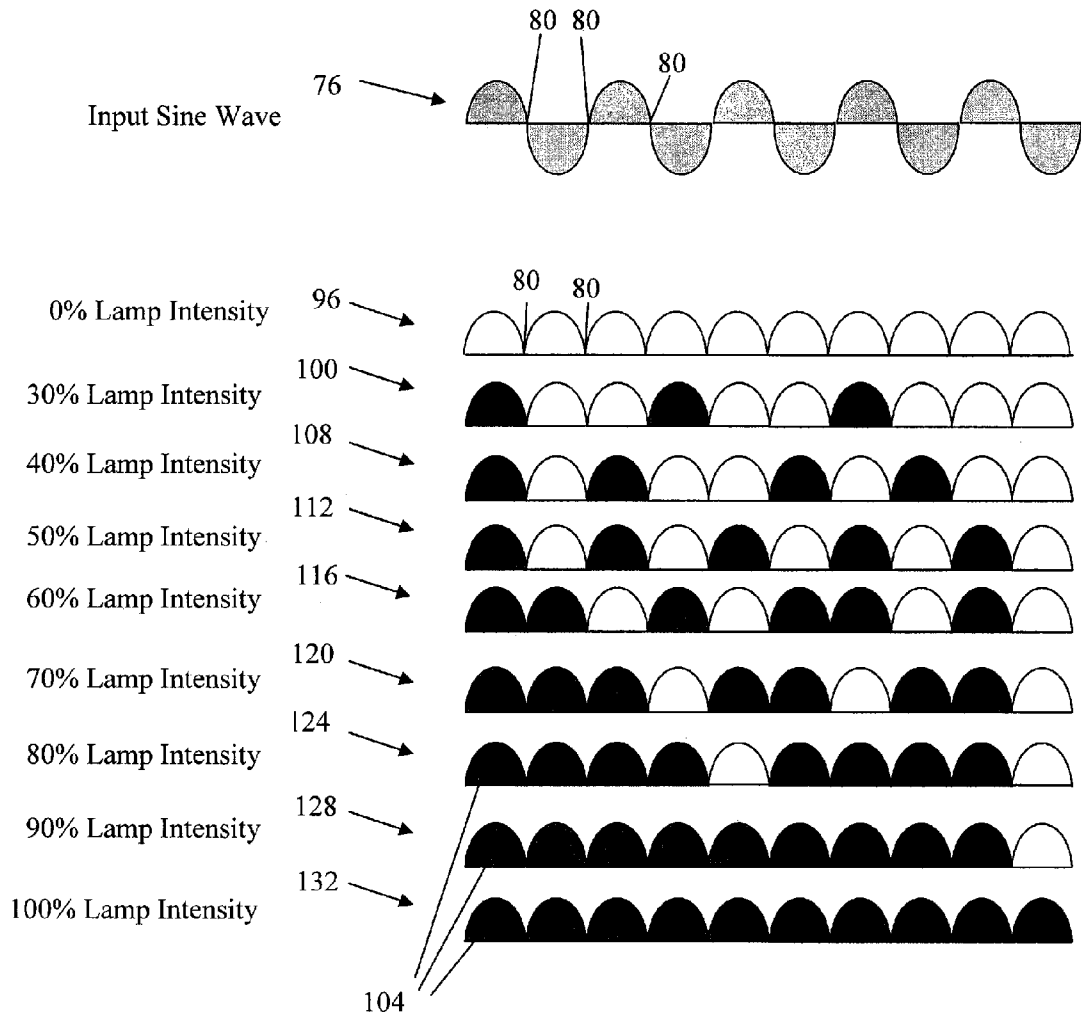 80 80
80
76
Input Sine Wave
80 80
96
0% Lamp Intensity
100
30% Lamp Intensity
108
40% Lamp Intensity
112
50% Lamp Intensity
116
60% Lamp Intensity
120
70% Lamp Intensity
124
80% Lamp Intensity
128
90% Lamp Intensity
132
100% Lamp Intensity
104